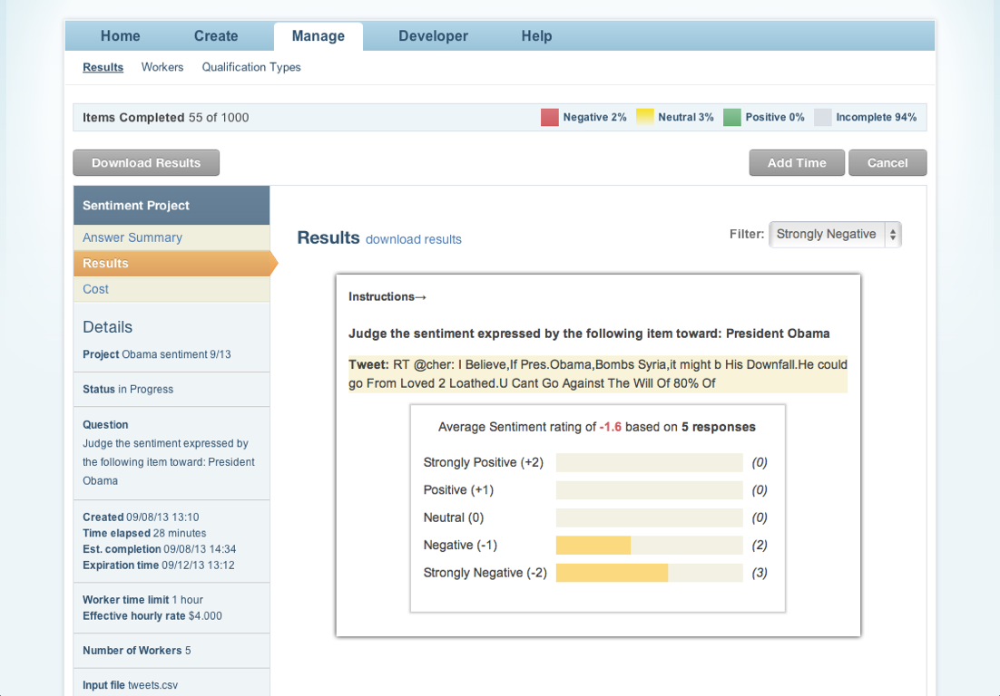 Home Create Manage Developer Help
Results Workers Qualification Types
Items Completed 55 of 1000 Negative 2% Neutral 3% Positive 0% Incomplete 94%
Download Results Add Time Cancel
Sentiment Project
Answer Summary
Results
Cost
Details
Project Obama sentiment 9/13
Status in Progress
Question
Judge the sentiment expressed by
the following item toward: President
Obama
Created 09/08/13 13:10
Time elapsed 28 minutes
Est. completion 09/08/13 14:34
Expiration time 09/12/13 13:12
Worker time limit 1 hour
Effective hourly rate $4.000
Number of Workers 5
Input file tweets.csv
Results download results
Filter: Strongly Negative
Instructions→
Judge the sentiment expressed by the following item toward: President Obama
Tweet: RT @cher: I Believe,If Pres.Obama,Bombs Syria,it might b His Downfall.He could
go From Loved 2 Loathed.U Cant Go Against The Will Of 80% Of
Average Sentiment rating of -1.6 based on 5 responses
Strongly Positive (+2) (0)
Positive (+1) (0)
Neutral (0) (0)
Negative (-1) (2)
Strongly Negative (-2) (3)